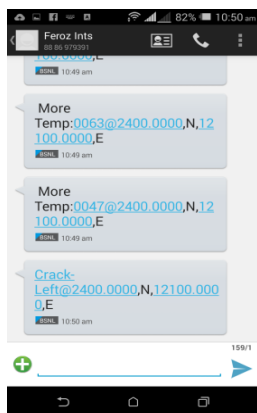 82% 10:50 am
Feroz Ints
88 86 979391
100.0000,E
BSNL 10:49 am
More
Temp:0063@2400.0000,N,12
100.0000,E
BSNL 10:49 am
More
Temp:0047@2400.0000,N,12
100.0000,E
BSNL 10:49 am
Crack-
Left@2400.0000,N,12100.000
0,E
BSNL 10:50 am
159/1